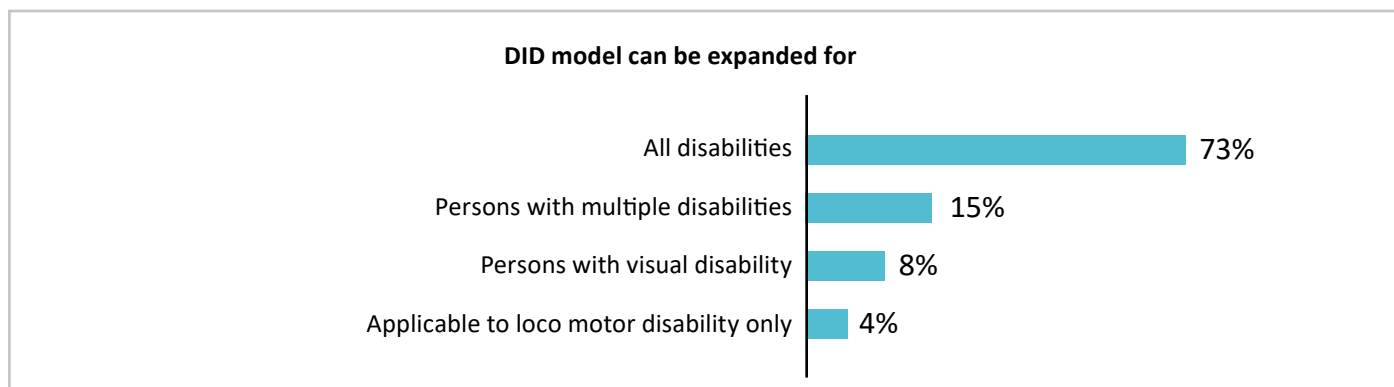 DID model can be expanded for
All disabilities 73%
Persons with multiple disabilities 15%
Persons with visual disability 8%
Applicable to loco motor disability only 4%